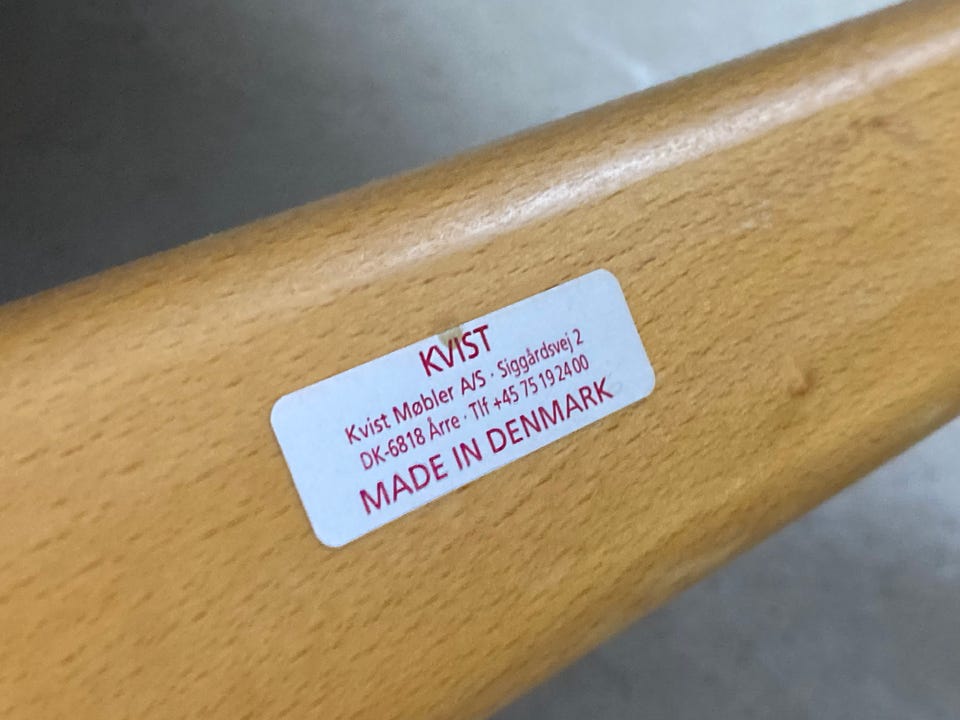 KVIST
Kvist Møbler A/S · Siggårdsvej 2
DK-6818 Årre · Tlf +45 75 19 24 00
MADE IN DENMARK